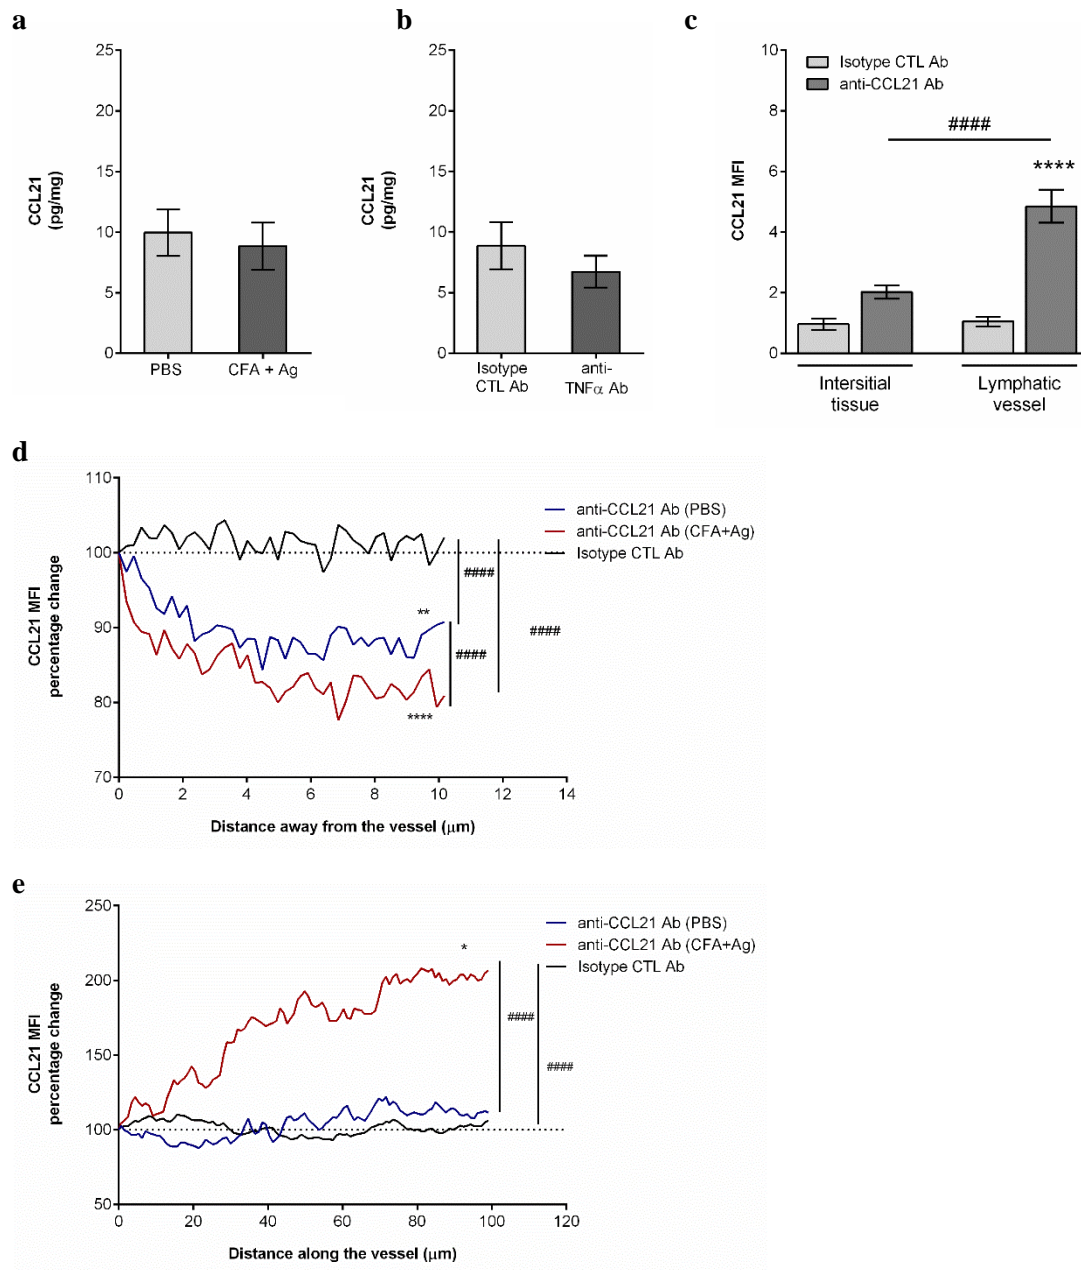 a
25
20
15
10
5
0
CCL21
(pg/mg)
PBS
CFA + Ag
b
25
20
15
10
5
0
CCL21
(pg/mg)
Isotype
CTL Ab
anti-
TNFα Ab
c
10
8
6
4
2
0
CCL21 MFI
Isotype CTL Ab
anti-CCL21 Ab
####
****
Intersitial
tissue
Lymphatic
vessel
d
110
100
90
80
70
CCL21 MFI
percentage change
anti-CCL21 Ab (PBS)
anti-CCL21 Ab (CFA+Ag)
Isotype CTL Ab
####
**
####
####
****
0 2 4 6 8 10 12 14
Distance away from the vessel (μm)
e
250
200
150
100
50
CCL21 MFI
percentage change
anti-CCL21 Ab (PBS)
anti-CCL21 Ab (CFA+Ag)
Isotype CTL Ab
*
####
####
0 20 40 60 80 100 120
Distance along the vessel (μm)